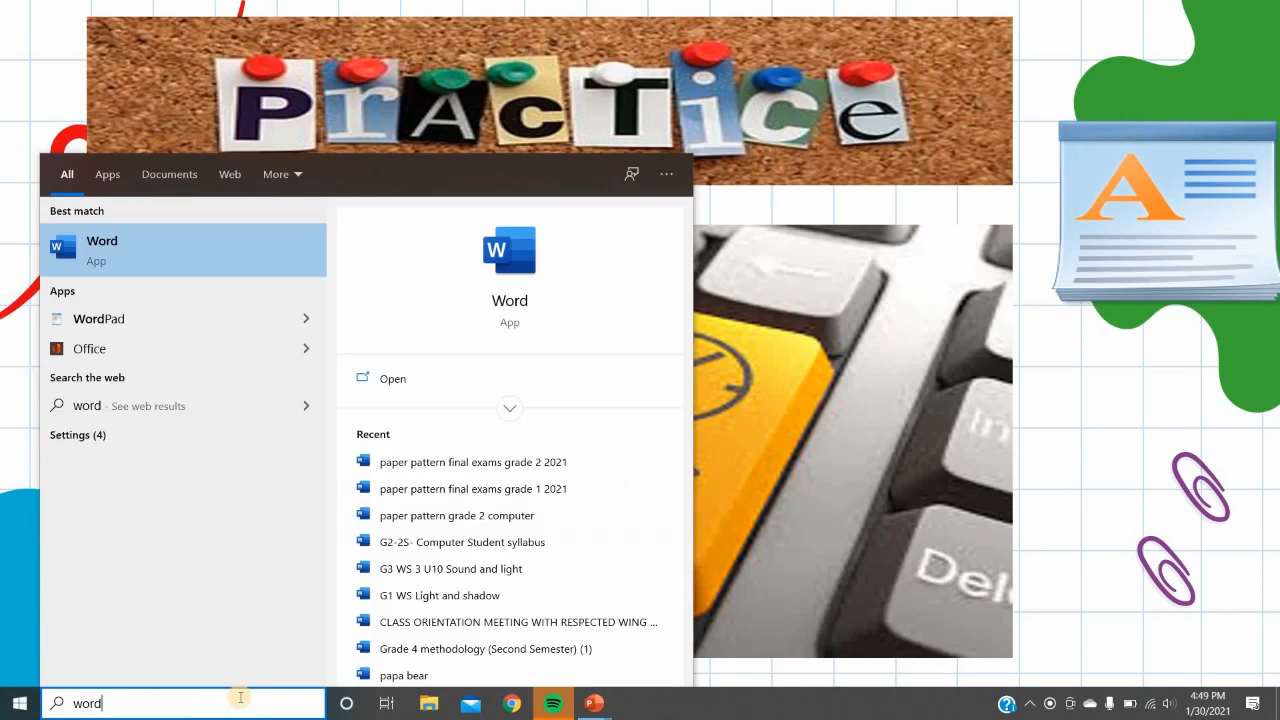 PrAcTice
All Apps Documents Web More
Best match
Word
App
Apps
WordPad
Office
Search the web
word - See web results
Settings (4)
W
Word
App
Open
Recent
paper pattern final exams grade 2 2021
paper pattern final exams grade 1 2021
paper pattern grade 2 computer
G2-2S- Computer Student syllabus
G3 WS 3 U10 Sound and light
G1 WS Light and shadow
CLASS ORIENTATION MEETING WITH RESPECTED WING ...
Grade 4 methodology (Second Semester) (1)
papa bear
A
In
Del
word
4:49 PM
1/30/2021